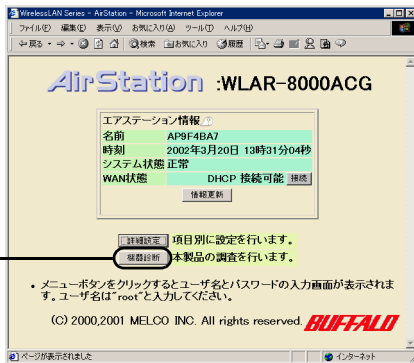 WirelessLAN Series - AirStation - Microsoft Internet Explorer
ファイル(F) 編集(E) 表示(V) お気に入り(A) ツール(T) ヘルプ(H)
戻る 検索 お気に入り 履歴
AirStation :WLAR-8000ACG
エアステーション情報
名前 AP9F4BA7
時刻 2002年3月20日 13時31分04秒
システム状態 正常
WAN状態 DHCP 接続可能 接続
情報更新
詳細設定 項目別に設定を行います。
機器診断 本製品の調査を行います。
• メニューボタンをクリックするとユーザ名とパスワードの入力画面が表示されま
す。ユーザ名は"root"と入力してください。
(C) 2000,2001 MELCO INC. All rights reserved. BUFFALO
ページが表示されました インターネット